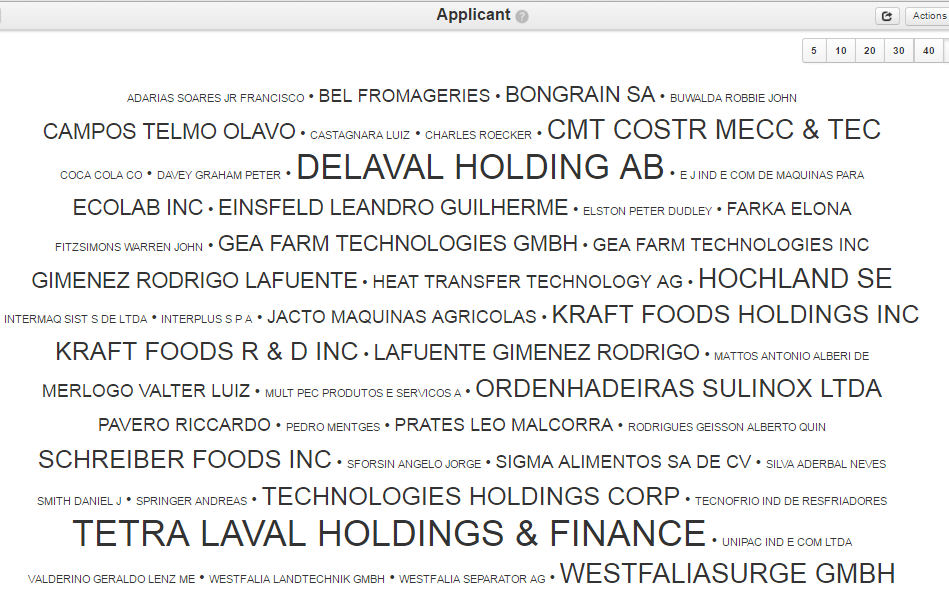 Applicant ?
Actions
5 10 20 30 40
ADARIAS SOARES JR FRANCISCO • BEL FROMAGERIES • BONGRAIN SA • BUWALDA ROBBIE JOHN
CAMPOS TELMO OLAVO • CASTAGNARA LUIZ • CHARLES ROECKER • CMT COSTR MECC & TEC
COCA COLA CO • DAVEY GRAHAM PETER • DELAVAL HOLDING AB • E J IND E COM DE MAQUINAS PARA
ECOLAB INC • EINSFELD LEANDRO GUILHERME • ELSTON PETER DUDLEY • FARKA ELONA
FITZSIMONS WARREN JOHN • GEA FARM TECHNOLOGIES GMBH • GEA FARM TECHNOLOGIES INC
GIMENEZ RODRIGO LAFUENTE • HEAT TRANSFER TECHNOLOGY AG • HOCHLAND SE
INTERMAQ SIST S DE LTDA • INTERPLUS S P A • JACTO MAQUINAS AGRICOLAS • KRAFT FOODS HOLDINGS INC
KRAFT FOODS R & D INC • LAFUENTE GIMENEZ RODRIGO • MATTOS ANTONIO ALBERI DE
MERLOGO VALTER LUIZ • MULT PEC PRODUTOS E SERVICOS A • ORDENHADEIRAS SULINOX LTDA
PAVERO RICCARDO • PEDRO MENTGES • PRATES LEO MALCORRA • RODRIGUES GEISSON ALBERTO QUIN
SCHREIBER FOODS INC • SFORSIN ANGELO JORGE • SIGMA ALIMENTOS SA DE CV • SILVA ADERBAL NEVES
SMITH DANIEL J • SPRINGER ANDREAS • TECHNOLOGIES HOLDINGS CORP • TECNOFRIO IND DE RESFRIADORES
TETRA LAVAL HOLDINGS & FINANCE • UNIPAC IND E COM LTDA
VALDERINO GERALDO LENZ ME • WESTFALIA LANDTECHNIK GMBH • WESTFALIA SEPARATOR AG • WESTFALIASURGE GMBH